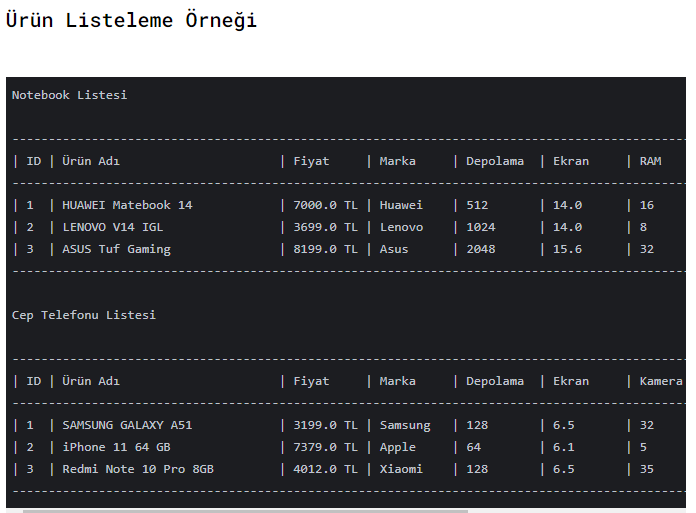 Ürün Listeleme Örneği
Notebook Listesi
----------------------------------------------------------------------------------------------
| ID | Ürün Adı                      | Fiyat     | Marka     | Depolama  | Ekran     | RAM
----------------------------------------------------------------------------------------------
| 1  | HUAWEI Matebook 14            | 7000.0 TL | Huawei    | 512       | 14.0      | 16
| 2  | LENOVO V14 IGL                | 3699.0 TL | Lenovo    | 1024      | 14.0      | 8
| 3  | ASUS Tuf Gaming               | 8199.0 TL | Asus      | 2048      | 15.6      | 32
----------------------------------------------------------------------------------------------
Cep Telefonu Listesi
----------------------------------------------------------------------------------------------
| ID | Ürün Adı                      | Fiyat     | Marka     | Depolama  | Ekran     | Kamera
----------------------------------------------------------------------------------------------
| 1  | SAMSUNG GALAXY A51            | 3199.0 TL | Samsung   | 128       | 6.5       | 32
| 2  | iPhone 11 64 GB               | 7379.0 TL | Apple     | 64        | 6.1       | 5
| 3  | Redmi Note 10 Pro 8GB         | 4012.0 TL | Xiaomi    | 128       | 6.5       | 35
----------------------------------------------------------------------------------------------